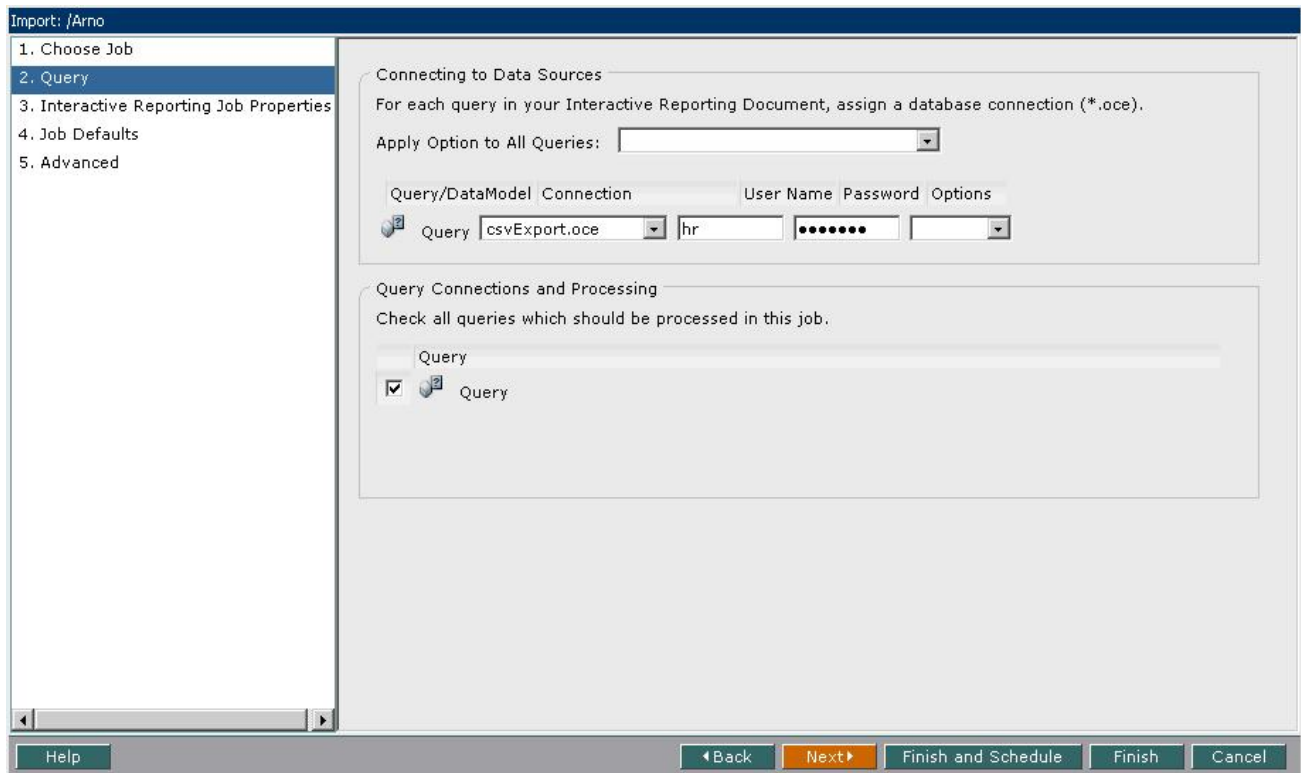 Import: /Arno
1. Choose Job
2. Query
3. Interactive Reporting Job Properties
4. Job Defaults
5. Advanced
Connecting to Data Sources
For each query in your Interactive Reporting Document, assign a database connection (*.oce).
Apply Option to All Queries:
Query/DataModel Connection User Name Password Options
Query csvExport.oce hr •••••••
Query Connections and Processing
Check all queries which should be processed in this job.
Query
Query
Help Back Next Finish and Schedule Finish Cancel